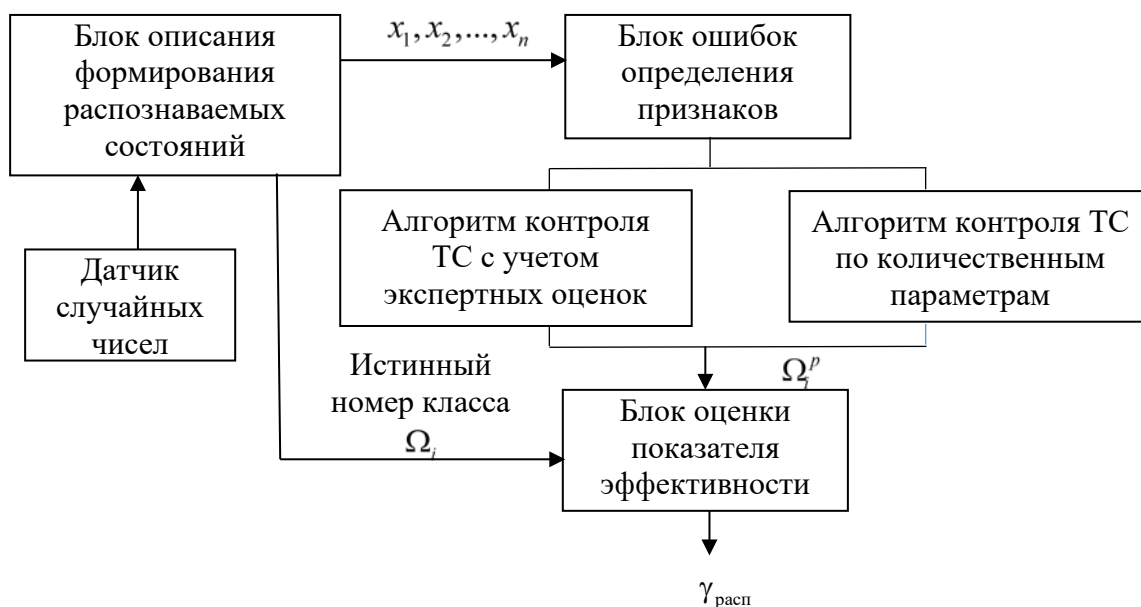 Блок описания
формирования
распознаваемых
состояний
x₁, x₂,..., xₙ
Блок ошибок
определения
признаков
Датчик
случайных
чисел
Алгоритм контроля
ТС с учетом
экспертных оценок
Алгоритм контроля ТС
по количественным
параметрам
Истинный
номер класса
Ωᵢ
Ωᵢᵖ
Блок оценки
показателя
эффективности
γрасп